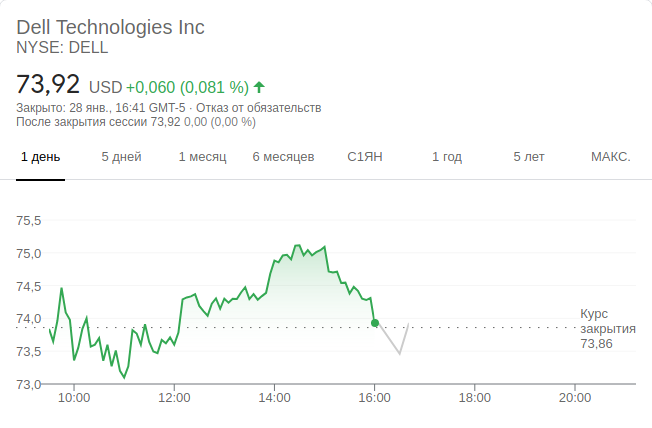 Dell Technologies Inc
NYSE: DELL
73,92 USD +0,060 (0,081 %)
Закрыто: 28 янв., 16:41 GMT-5 · Отказ от обязательств
После закрытия сессии 73,92 0,00 (0,00 %)
1 день 5 дней 1 месяц 6 месяцев С1ЯН 1 год 5 лет МАКС.
75,5
75,0
74,5
74,0
73,5
73,0
Курс
закрытия
73,86
10:00 12:00 14:00 16:00 18:00 20:00